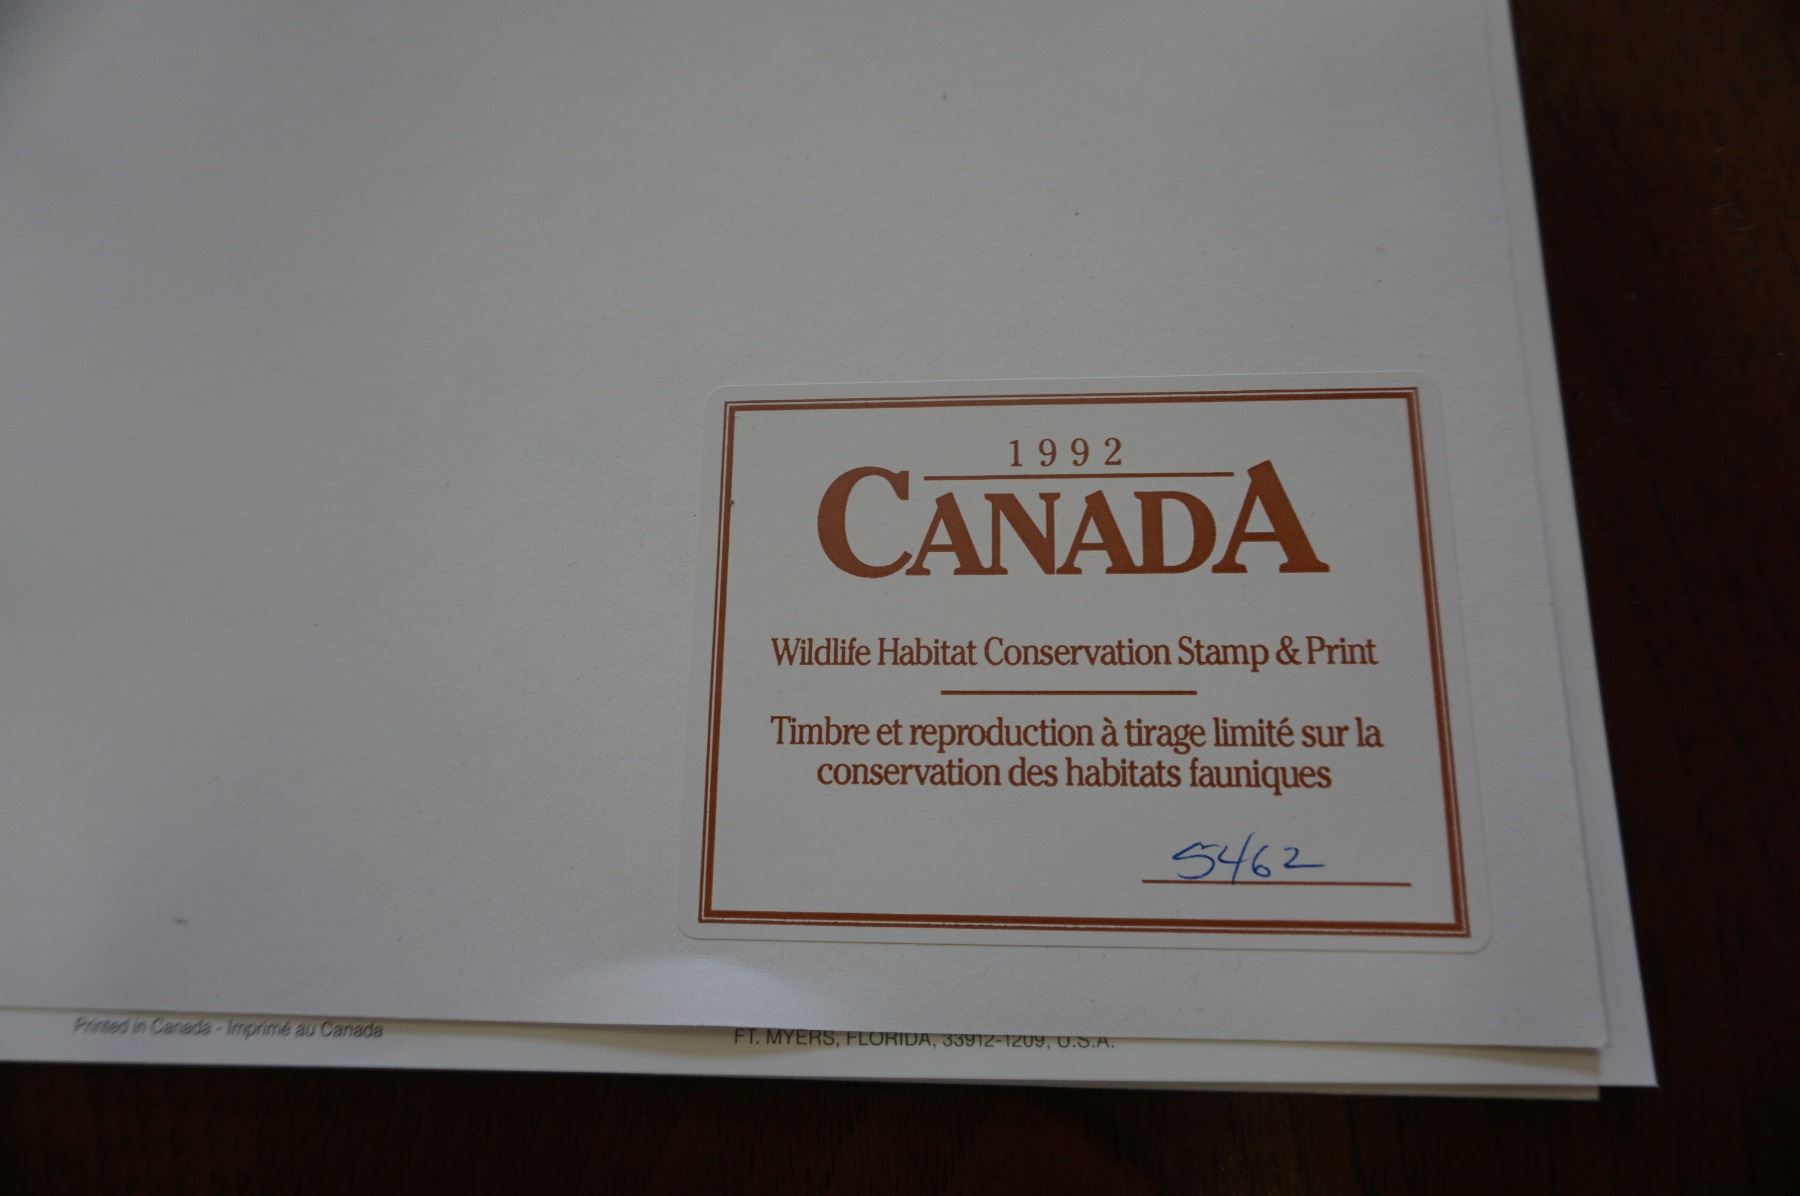 1992
CANADA
Wildlife Habitat Conservation Stamp & Print
Timbre et reproduction à tirage limité sur la
conservation des habitats fauniques
5462
Printed in Canada - Imprimé au Canada
FT. MYERS, FLORIDA, 33912-1209, U.S.A.